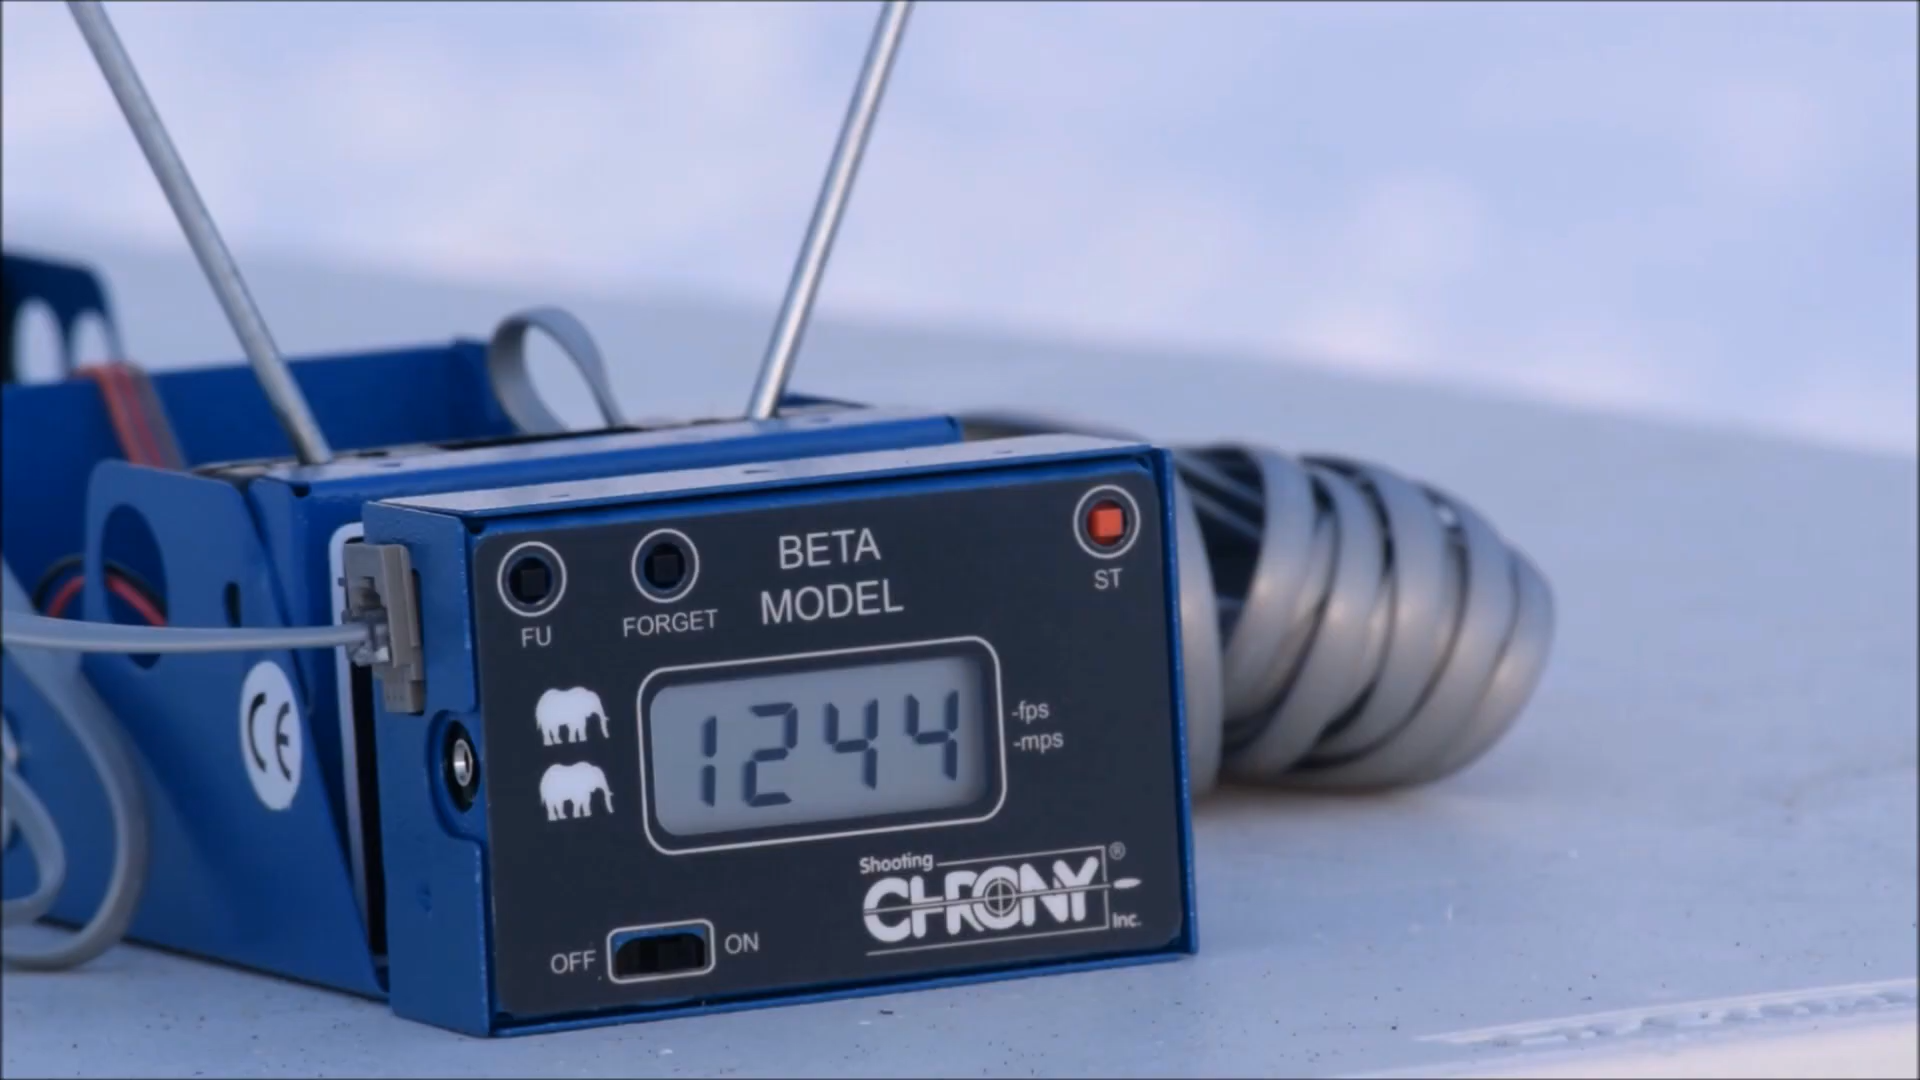 BETA
MODEL
FU
FORGET
ST
1244
-fps
-mps
CE
Shooting
CHRONY®
Inc.
OFF
ON